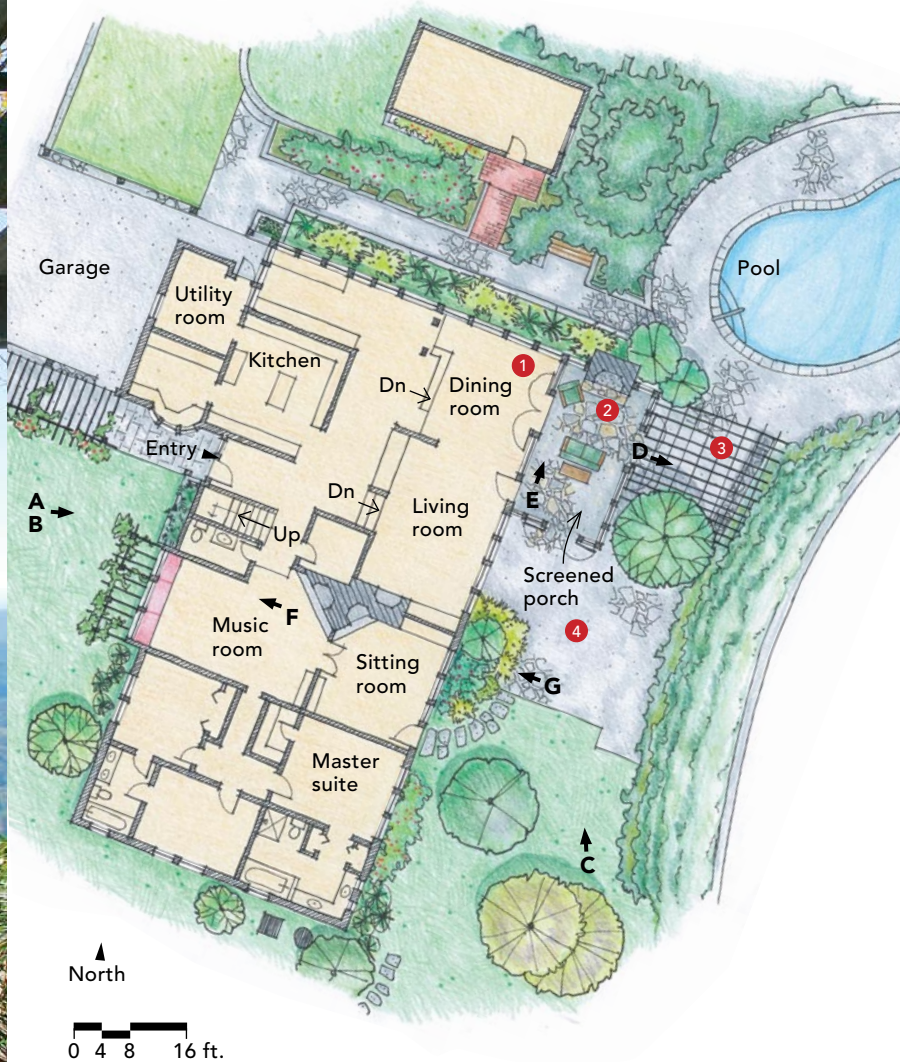 Garage
Utility
room
Kitchen
Pool
1
Dn
Dining
room
2
3
Entry
D
E
A
B
Dn
Living
room
Up
Screened
porch
F
Music
room
4
Sitting
room
G
Master
suite
C
North
0 4 8 16 ft.